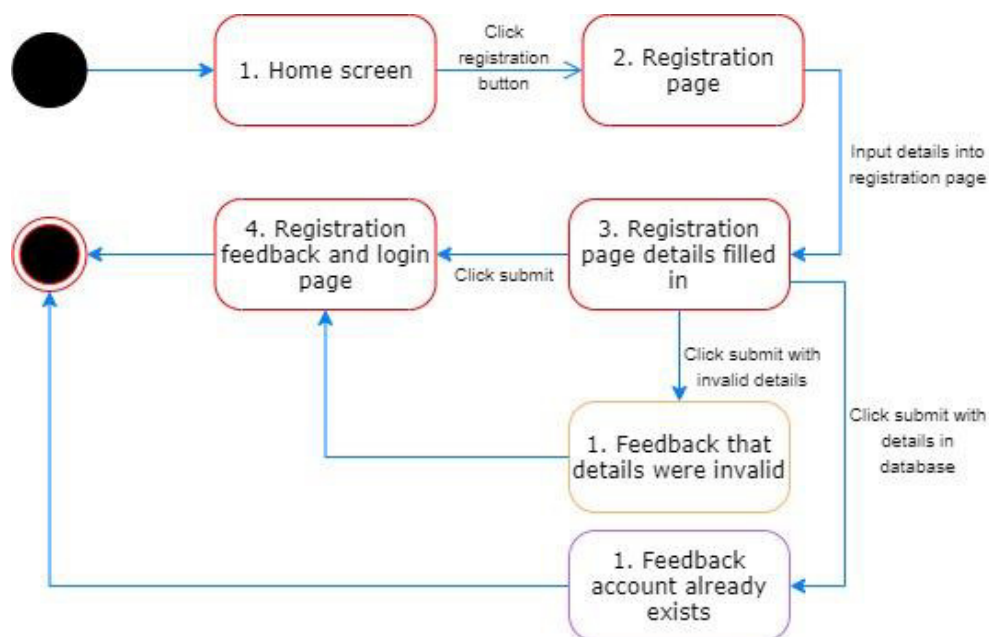 1. Home screen
Click
registration
button
2. Registration
page
Input details into
registration page
4. Registration
feedback and login
page
Click submit
3. Registration
page details filled
in
Click submit with
invalid details
1. Feedback that
details were invalid
Click submit with
details in
database
1. Feedback
account already
exists